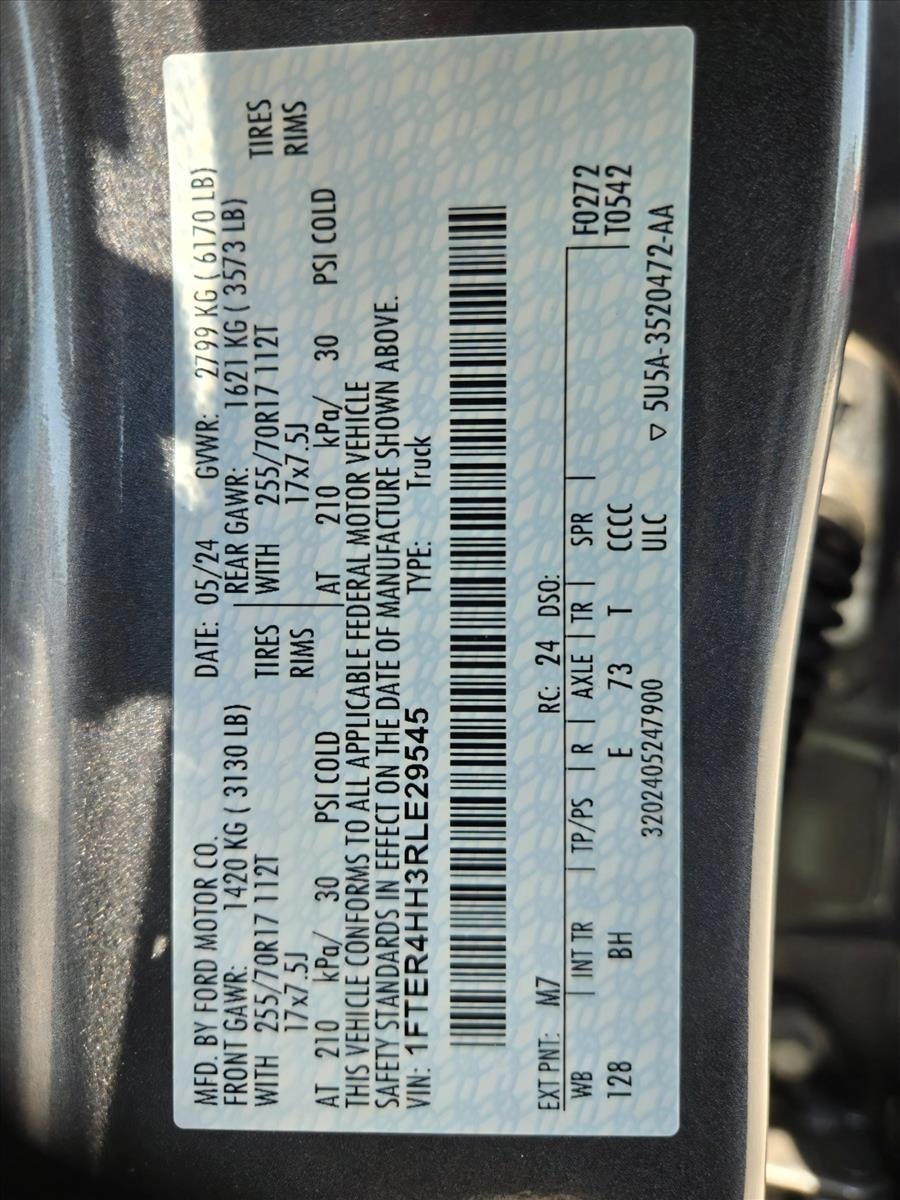 MFD. BY FORD MOTOR CO. DATE: 05/24 GVWR: 2799 KG ( 6170 LB)
FRONT GAWR: 1420 KG ( 3130 LB) REAR GAWR: 1621 KG ( 3573 LB)
WITH 255/70R17 112T TIRES WITH 255/70R17 112T TIRES
17x7.5J RIMS 17x7.5J RIMS
AT 210 kPa/ 30 PSI COLD AT 210 kPa/ 30 PSI COLD
THIS VEHICLE CONFORMS TO ALL APPLICABLE FEDERAL MOTOR VEHICLE
SAFETY STANDARDS IN EFFECT ON THE DATE OF MANUFACTURE SHOWN ABOVE.
VIN: 1FTER4HH3RLE29545 TYPE: Truck
EXT PNT: M7 RC: 24 DSO: F0272
WB INT TR TP/PS R AXLE TR SPR T0542
128 BH E 73 T CCCC
3202405247900 ULC ▽ 5U5A-3520472-AA